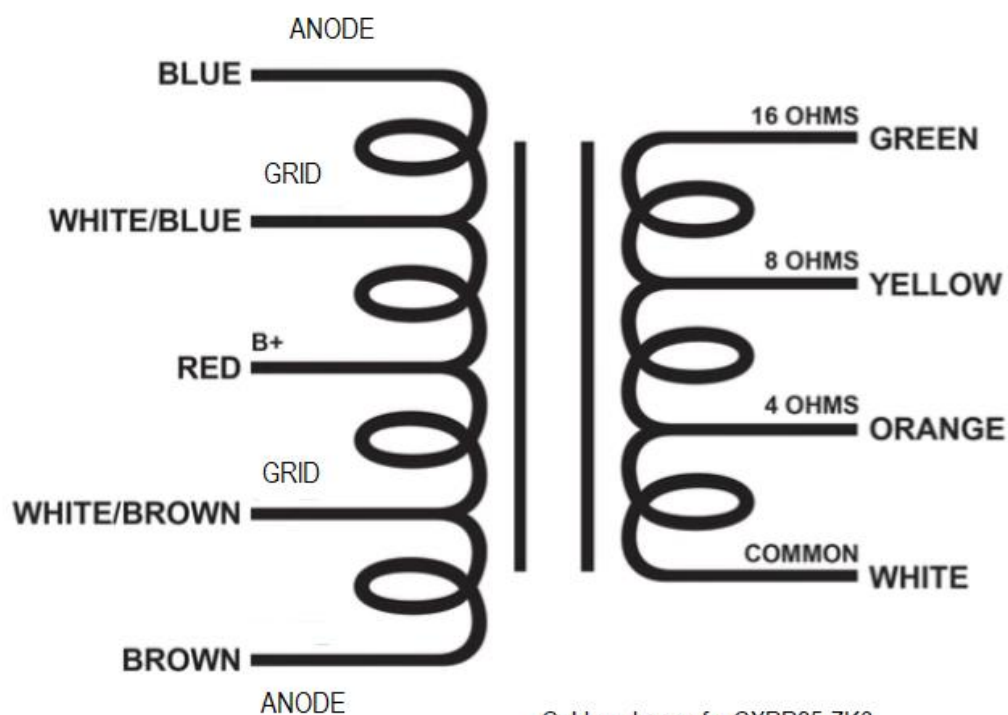 ANODE
BLUE
GRID
WHITE/BLUE
B+
RED
GRID
WHITE/BROWN
BROWN
ANODE
16 OHMS
GREEN
8 OHMS
YELLOW
4 OHMS
ORANGE
COMMON
WHITE